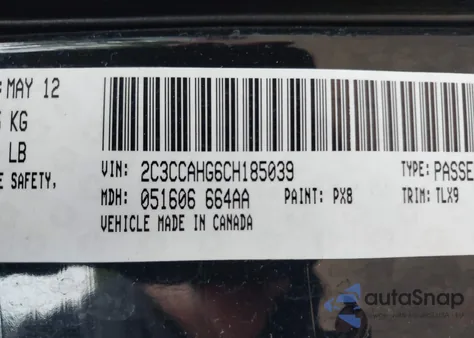 : MAY 12
KG
LB
E SAFETY,
VIN: 2C3CCAHG6CH185039
TYPE: PASSE
MDH: 051606 664AA
PAINT: PX8
TRIM: TLX9
VEHICLE MADE IN CANADA
autoSnap